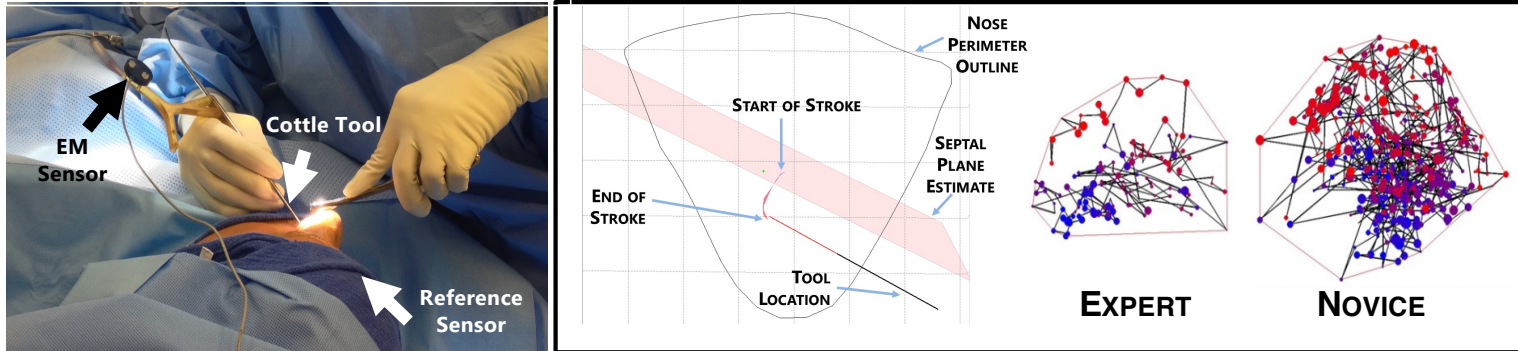 EM
Sensor
Cottle Tool
Reference
Sensor
NOSE
PERIMETER
OUTLINE
START OF STROKE
SEPTAL
PLANE
ESTIMATE
END OF
STROKE
TOOL
LOCATION
EXPERT
NOVICE